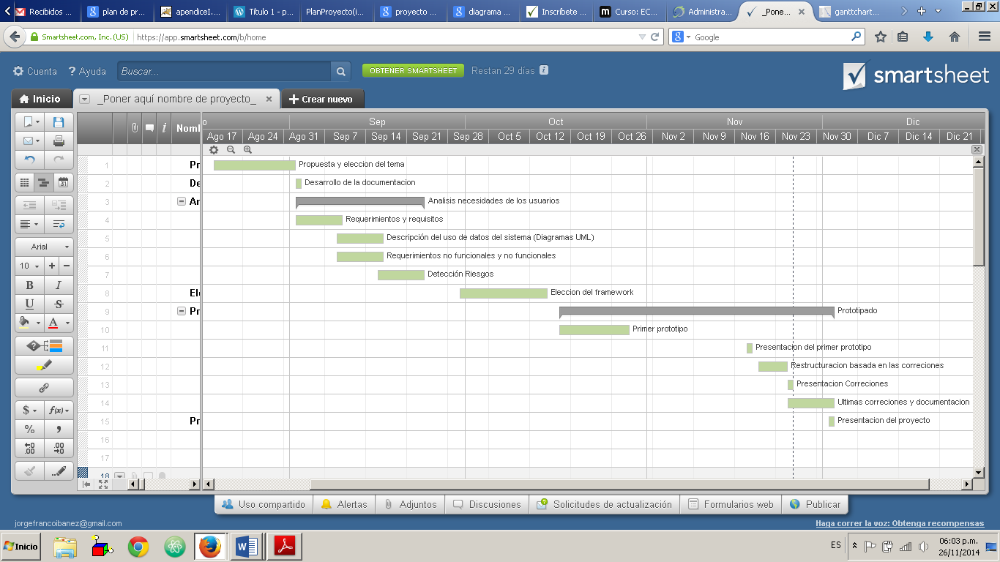 Recibidos ...
plan de pr...
apendiceI....
Título 1 - p...
PlanProyecto(i...
proyecto ...
diagrama ...
Inscríbete ...
Curso: EC...
Administra...
_Pone...
ganttchart...
Smartsheet.com, Inc. (US)
https://app.smartsheet.com/b/home
Google
Cuenta
Ayuda
Buscar...
OBTENER SMARTSHEET
Restan 29 días
smartsheet
Inicio
_Poner aquí nombre de proyecto_
Crear nuevo
Noml
o Sep Oct Nov Dic
Ago 17 Ago 24 Ago 31 Sep 7 Sep 14 Sep 21 Sep 28 Oct 5 Oct 12 Oct 19 Oct 26 Nov 2 Nov 9 Nov 16 Nov 23 Nov 30 Dic 7 Dic 14 Dic 21
1 Pr Propuesta y eleccion del tema
2 De Desarrollo de la documentacion
3 Ar Analisis necesidades de los usuarios
4 Requerimientos y requisitos
5 Descripción del uso de datos del sistema (Diagramas UML)
6 Requerimientos no funcionales y no funcionales
7 Detección Riesgos
8 Ele Eleccion del framework
9 Pr Prototipado
10 Primer prototipo
11 Presentacion del primer prototipo
12 Restructuracion basada en las correciones
13 Presentacion Correciones
14 Ultimas correciones y documentacion
15 Pr Presentacion del proyecto
16
17
18
Arial
10
B I
U S
A
$ f(x)
% ,
.00 .00
Uso compartido
Alertas
Adjuntos
Discusiones
Solicitudes de actualización
Formularios web
Publicar
jorgefrancoibanez@gmail.com
Haga correr la voz: Obtenga recompensas
Inicio
ES
06:03 p.m.
26/11/2014